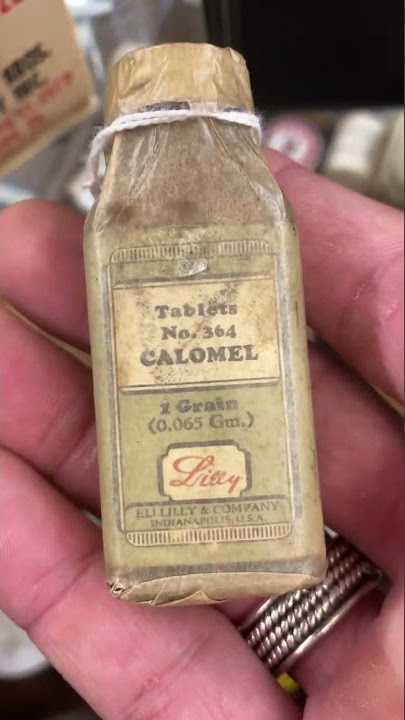 Tablets
No. 364
CALOMEL
1 Grain
(0.065 Gm.)
Lilly
ELI LILLY & COMPANY
INDIANAPOLIS, U.S.A.